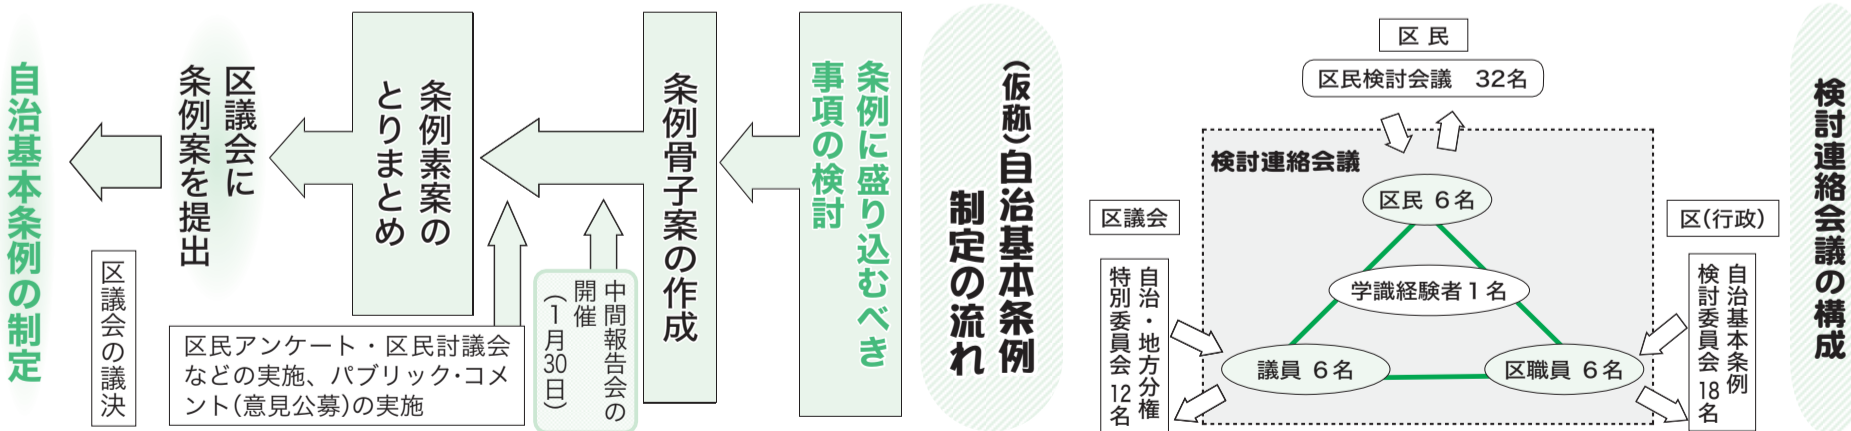 検討連絡会議の構成
区 民
区民検討会議 32名
検討連絡会議
区民 6名
学識経験者1名
議員 6名
区職員 6名
区(行政)
自治基本条例
検討委員会 18名
区議会
自治・地方分権
特別委員会 12名
(仮称)自治基本条例
制定の流れ
条例に盛り込むべき
事項の検討
条例骨子案の作成
中間報告会の
開催
(1月30日)
区民アンケート・区民討議会
などの実施、パブリック・コメ
ント(意見公募)の実施
条例素案の
とりまとめ
区議会に
条例案を提出
区議会の議決
自治基本条例の制定